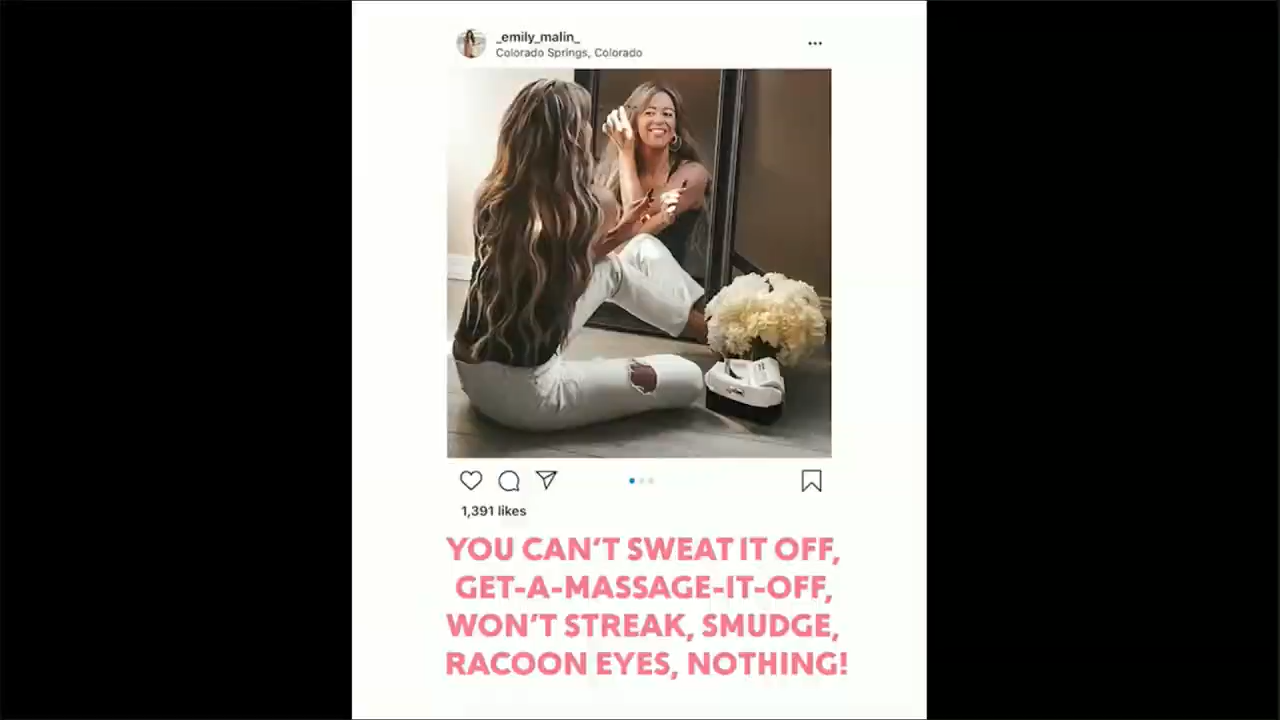 _emily_malin_
Colorado Springs, Colorado
1,391 likes
YOU CAN'T SWEAT IT OFF,
GET-A-MASSAGE-IT-OFF,
WON'T STREAK, SMUDGE,
RACOON EYES, NOTHING!